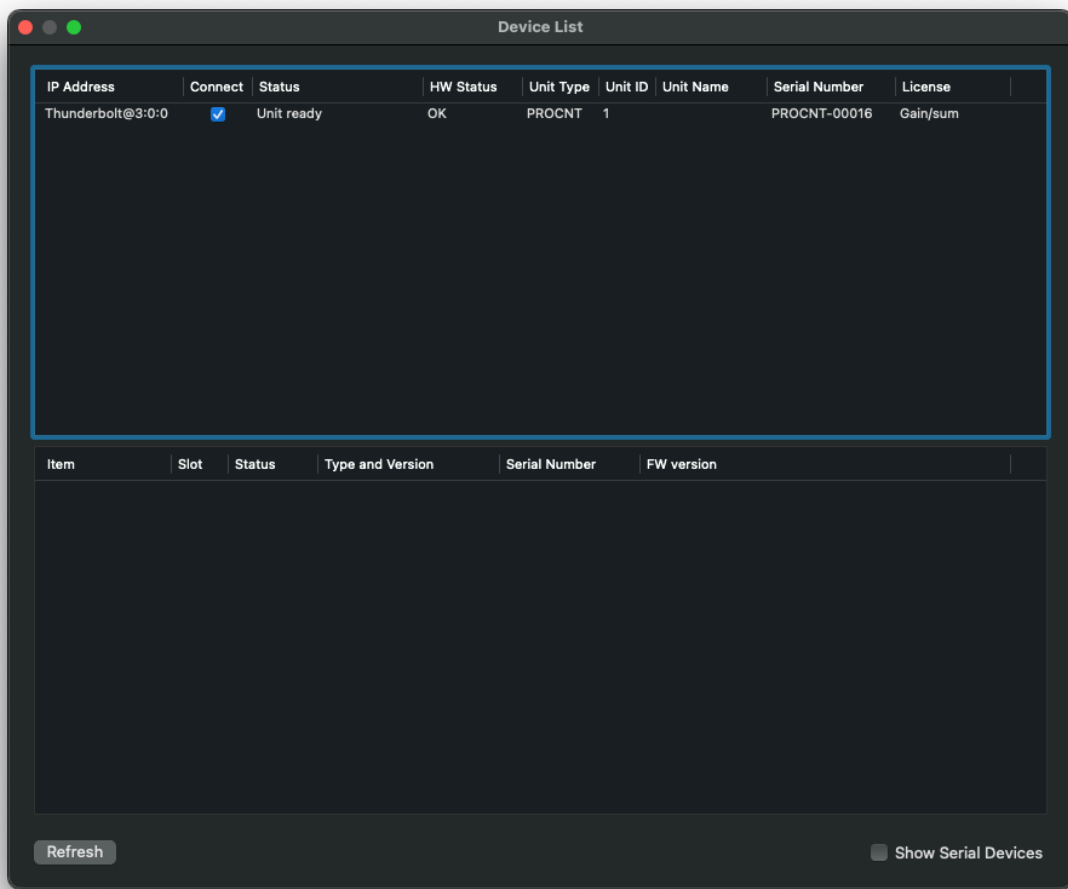 Device List
IP Address Connect Status HW Status Unit Type Unit ID Unit Name Serial Number License
Thunderbolt@3:0:0 Unit ready OK PROCNT 1 PROCNT-00016 Gain/sum
Item Slot Status Type and Version Serial Number FW version
Refresh Show Serial Devices